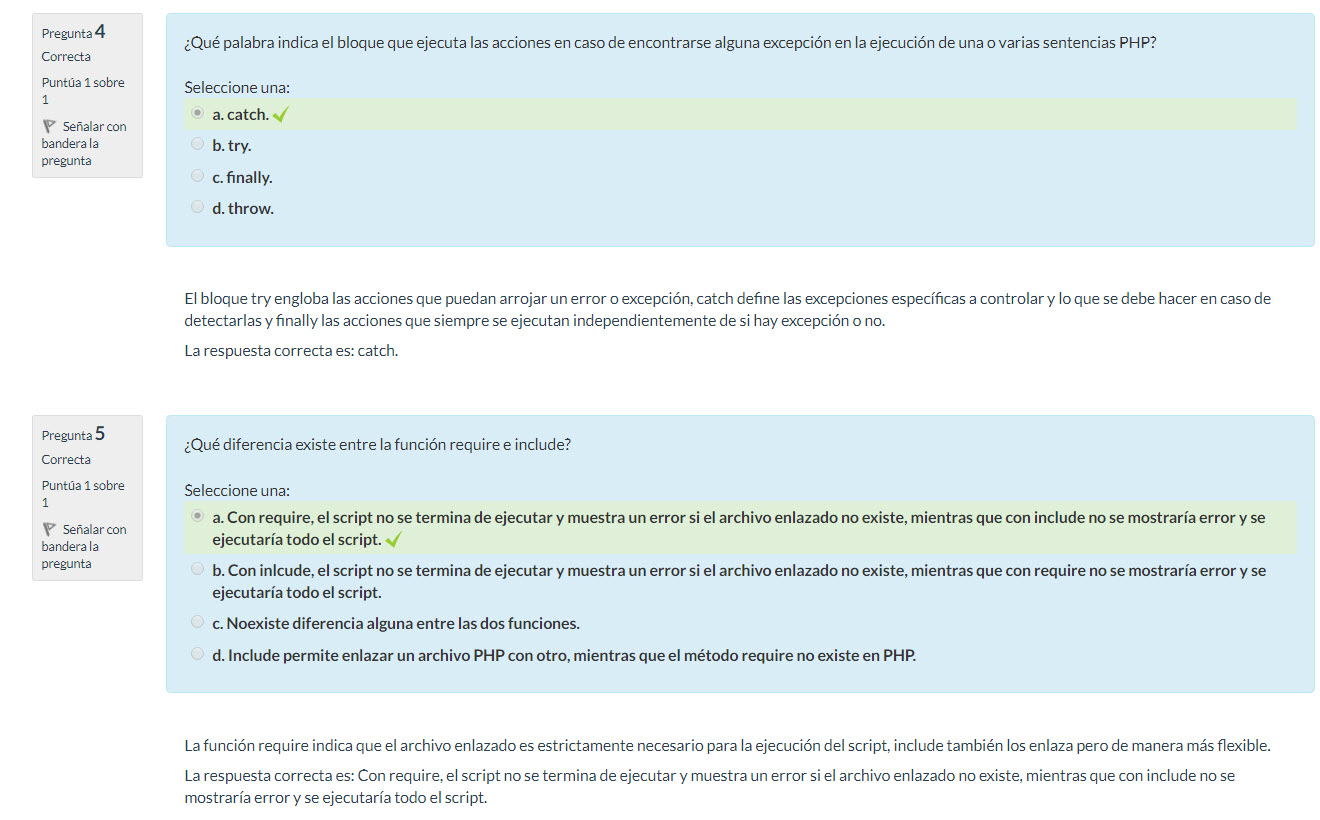 Pregunta 4
Correcta
Puntúa 1 sobre
1
Señalar con
bandera la
pregunta
¿Qué palabra indica el bloque que ejecuta las acciones en caso de encontrarse alguna excepción en la ejecución de una o varias sentencias PHP?
Seleccione una:
a. catch.
b. try.
c. finally.
d. throw.
El bloque try engloba las acciones que puedan arrojar un error o excepción, catch define las excepciones específicas a controlar y lo que se debe hacer en caso de
detectarlas y finally las acciones que siempre se ejecutan independientemente de si hay excepción o no.
La respuesta correcta es: catch.
Pregunta 5
Correcta
Puntúa 1 sobre
1
Señalar con
bandera la
pregunta
¿Qué diferencia existe entre la función require e include?
Seleccione una:
a. Con require, el script no se termina de ejecutar y muestra un error si el archivo enlazado no existe, mientras que con include no se mostraría error y se
ejecutaría todo el script.
b. Con inlcude, el script no se termina de ejecutar y muestra un error si el archivo enlazado no existe, mientras que con require no se mostraría error y se
ejecutaría todo el script.
c. Noexiste diferencia alguna entre las dos funciones.
d. Include permite enlazar un archivo PHP con otro, mientras que el método require no existe en PHP.
La función require indica que el archivo enlazado es estrictamente necesario para la ejecución del script, include también los enlaza pero de manera más flexible.
La respuesta correcta es: Con require, el script no se termina de ejecutar y muestra un error si el archivo enlazado no existe, mientras que con include no se
mostraría error y se ejecutaría todo el script.